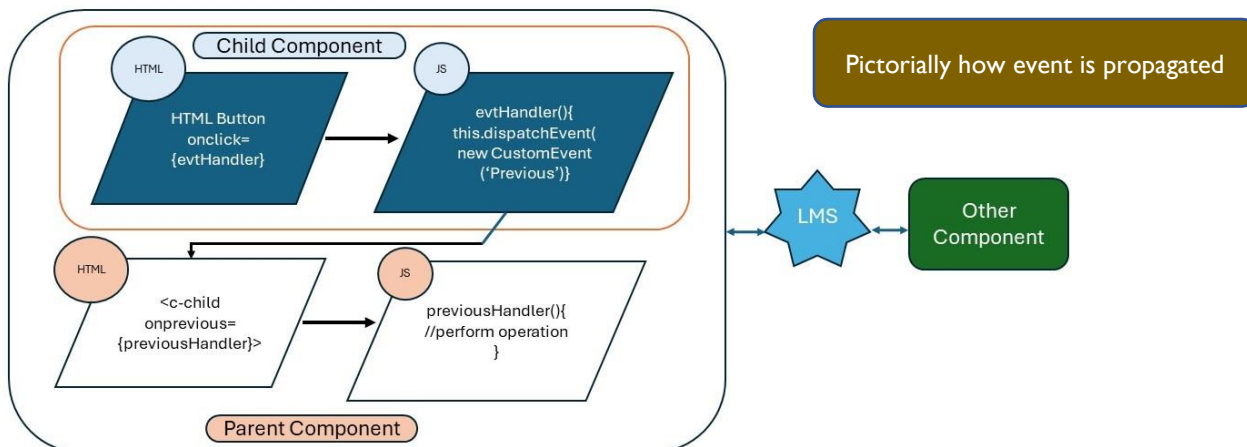 Child Component
HTML
HTML Button
onclick=
{evtHandler}
JS
evtHandler(){
this.dispatchEvent(
new CustomEvent
(‘Previous’)}
HTML
<c-child
onprevious=
{previousHandler}>
JS
previousHandler(){
//perform operation
}
Parent Component
Pictorially how event is propagated
LMS
Other
Component